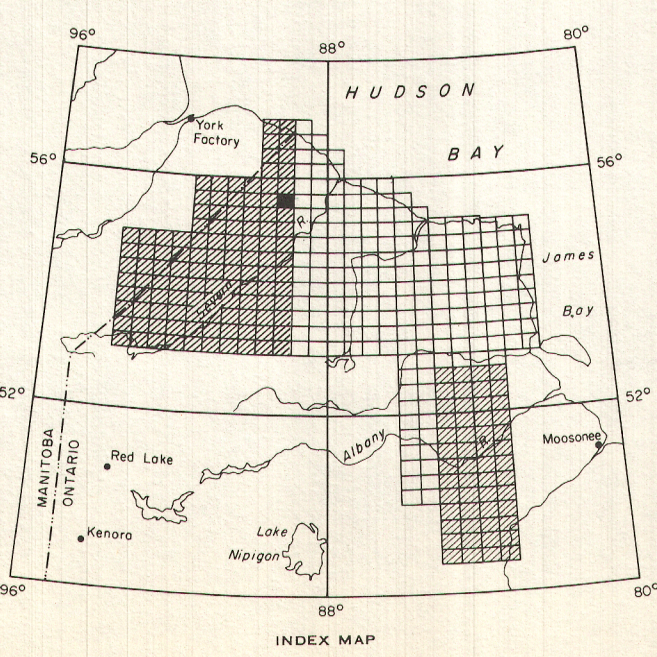 96°
88°
80°
HUDSON
BAY
York
Factory
56°
56°
R.
Severn
James
Bay
52°
52°
MANITOBA
ONTARIO
Red Lake
Albany
R.
Moosonee
Kenora
Lake
Nipigon
96°
88°
80°
INDEX MAP